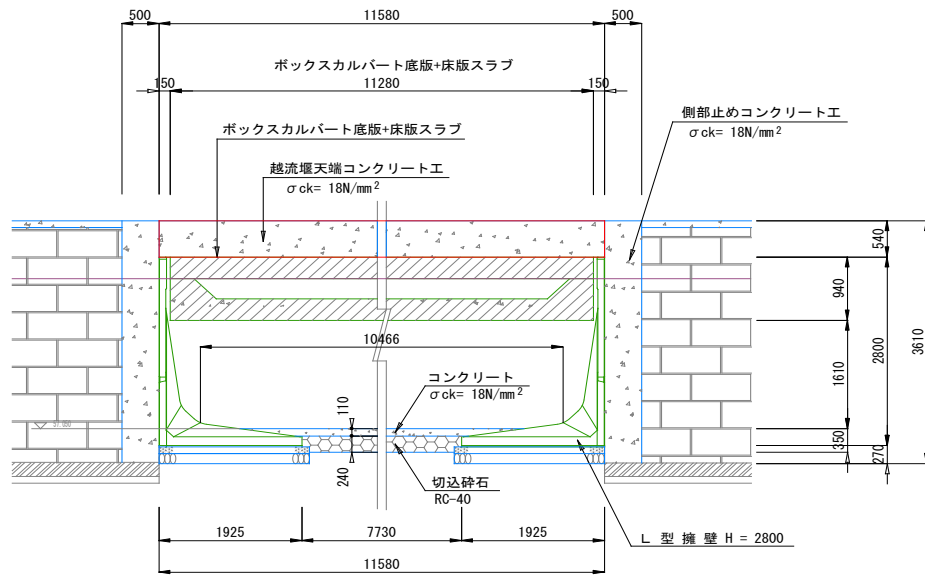 500
11580
500
ボックスカルバート底版+床版スラブ
150
11280
150
ボックスカルバート底版+床版スラブ
側部止めコンクリート工
σck= 18N/mm²
越流堰天端コンクリート工
σck= 18N/mm²
540
940
2800
3610
10466
1610
コンクリート
σck= 18N/mm²
110
57.050
350
270
240
切込砕石
RC-40
1925
7730
1925
L 型 擁 壁 H = 2800
11580